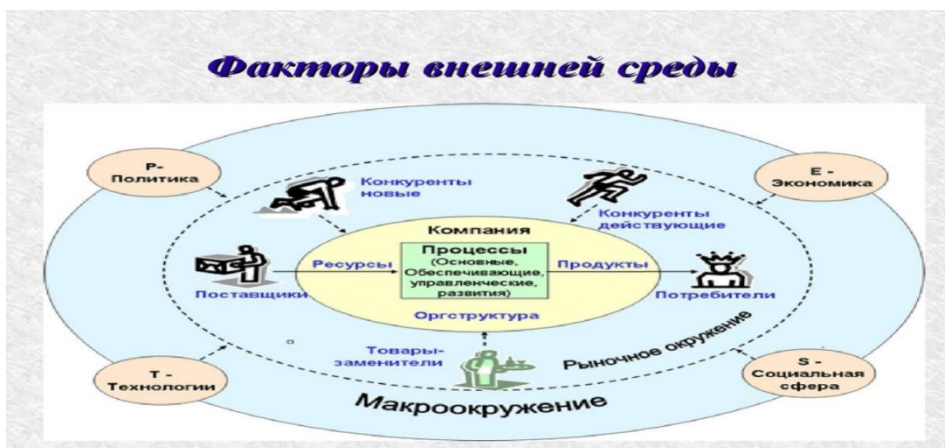 Факторы внешней среды
P-
Политика
E -
Экономика
Конкуренты
новые
Конкуренты
действующие
Компания
Процессы
(Основные,
Обеспечивающие,
управленческие,
развития)
Ресурсы
Продукты
Поставщики
Потребители
Оргструктура
Товары-
заменители
Рыночное окружение
T -
Технологии
S -
Социальная
сфера
Макроокружение